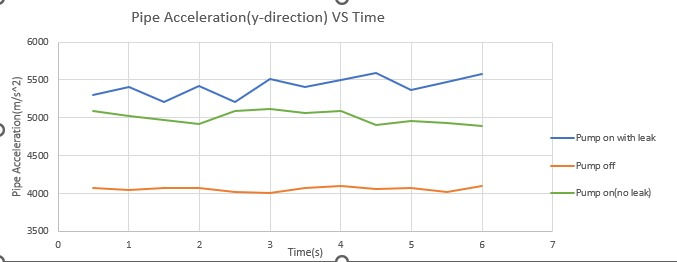 Pipe Acceleration(y-direction) VS Time
6000
5500
5000
4500
4000
3500
Pipe Acceleration(m/s^2)
0 1 2 3 4 5 6 7
Time(s)
Pump on with leak
Pump off
Pump on(no leak)